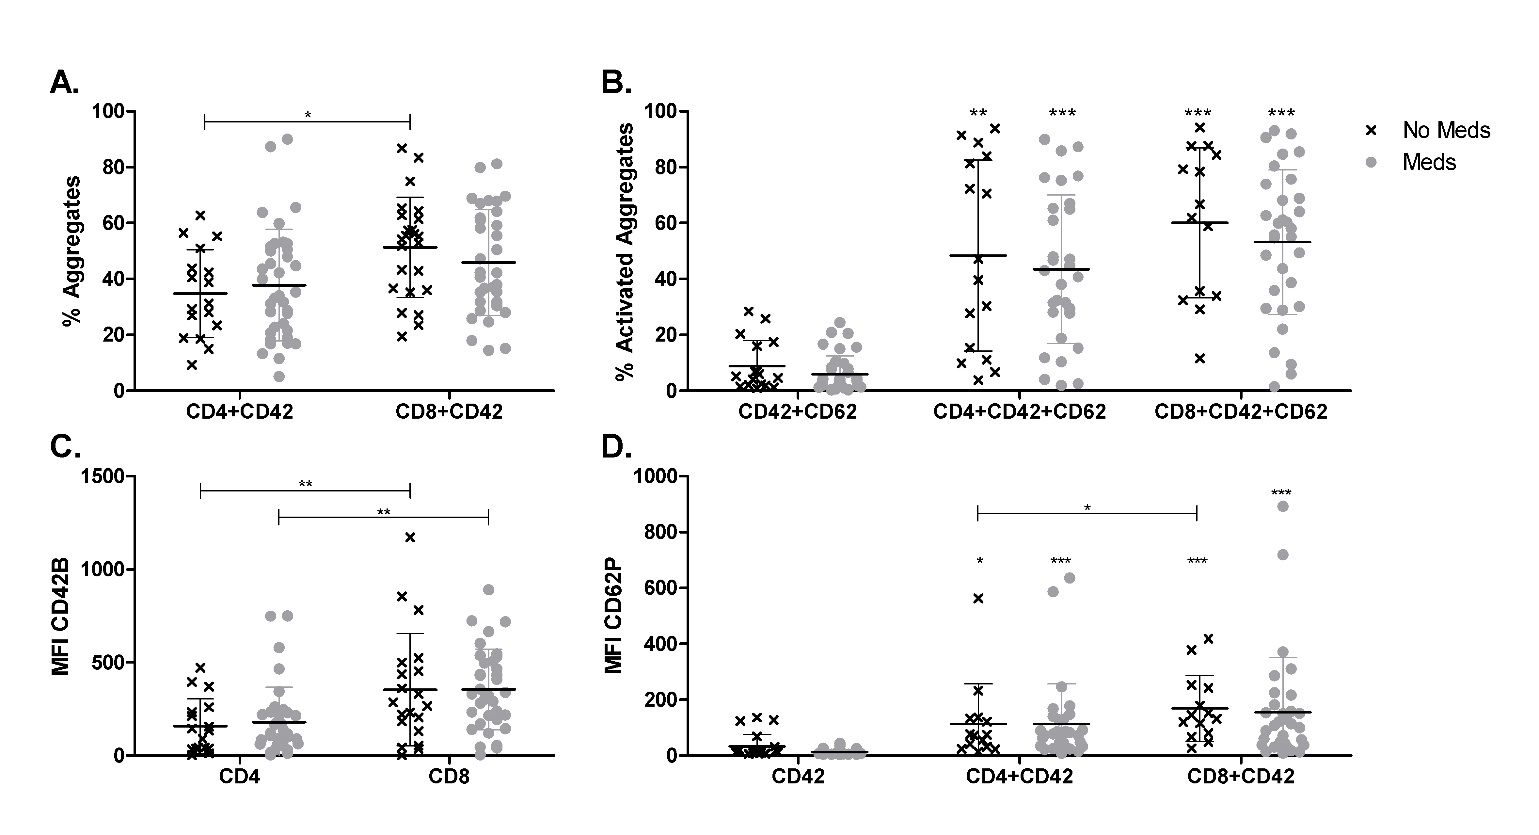 A.
% Aggregates
100
80
60
40
20
0
*
CD4+CD42
CD8+CD42
B.
% Activated Aggregates
100
80
60
40
20
0
**
***
***
***
CD42+CD62
CD4+CD42+CD62
CD8+CD42+CD62
No Meds
Meds
C.
MFI CD42B
1500
1000
500
0
**
**
CD4
CD8
D.
MFI CD62P
1000
800
600
400
200
0
***
*
*
***
***
CD42
CD4+CD42
CD8+CD42